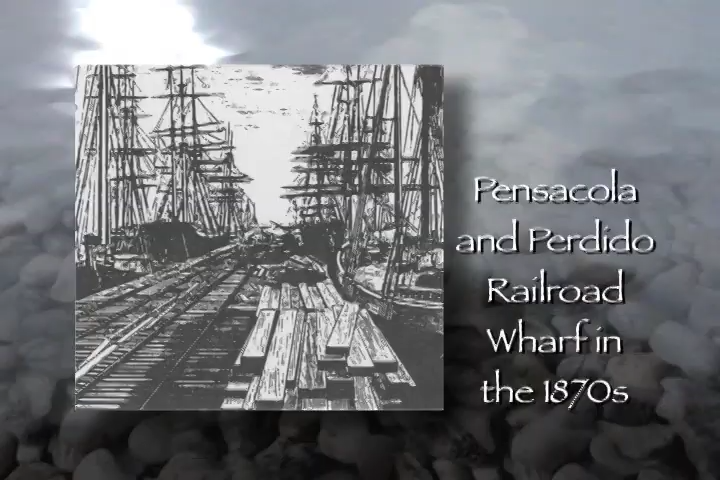 Pensacola
and Perdido
Railroad
Wharf in
the 1870s